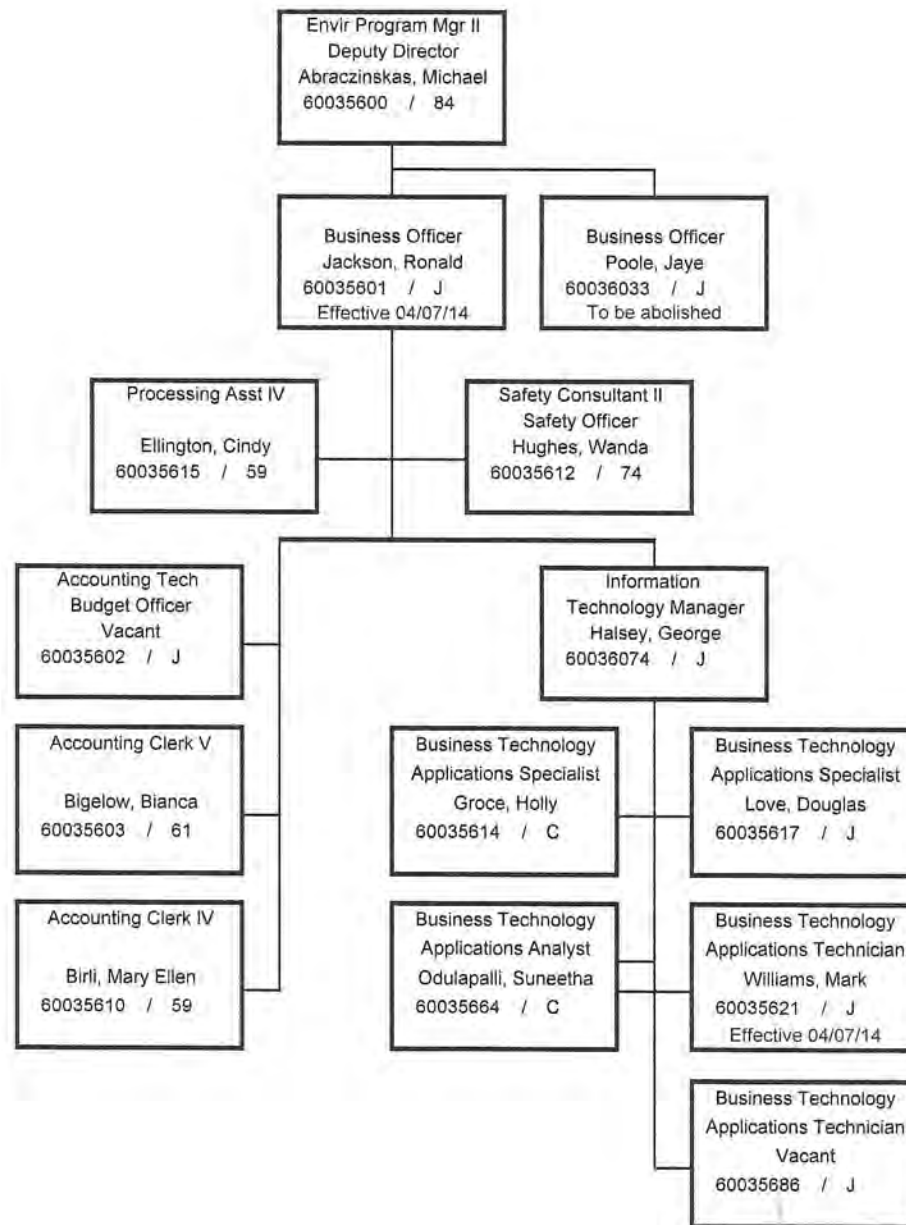 Envir Program Mgr II
Deputy Director
Abraczinskas, Michael
60035600 / 84
Business Officer
Jackson, Ronald
60035601 / J
Effective 04/07/14
Business Officer
Poole, Jaye
60036033 / J
To be abolished
Processing Asst IV
Ellington, Cindy
60035615 / 59
Safety Consultant II
Safety Officer
Hughes, Wanda
60035612 / 74
Accounting Tech
Budget Officer
Vacant
60035602 / J
Information
Technology Manager
Halsey, George
60036074 / J
Accounting Clerk V
Bigelow, Bianca
60035603 / 61
Business Technology
Applications Specialist
Groce, Holly
60035614 / C
Business Technology
Applications Specialist
Love, Douglas
60035617 / J
Accounting Clerk IV
Birli, Mary Ellen
60035610 / 59
Business Technology
Applications Analyst
Odulapalli, Suneetha
60035664 / C
Business Technology
Applications Technician
Williams, Mark
60035621 / J
Effective 04/07/14
Business Technology
Applications Technician
Vacant
60035686 / J